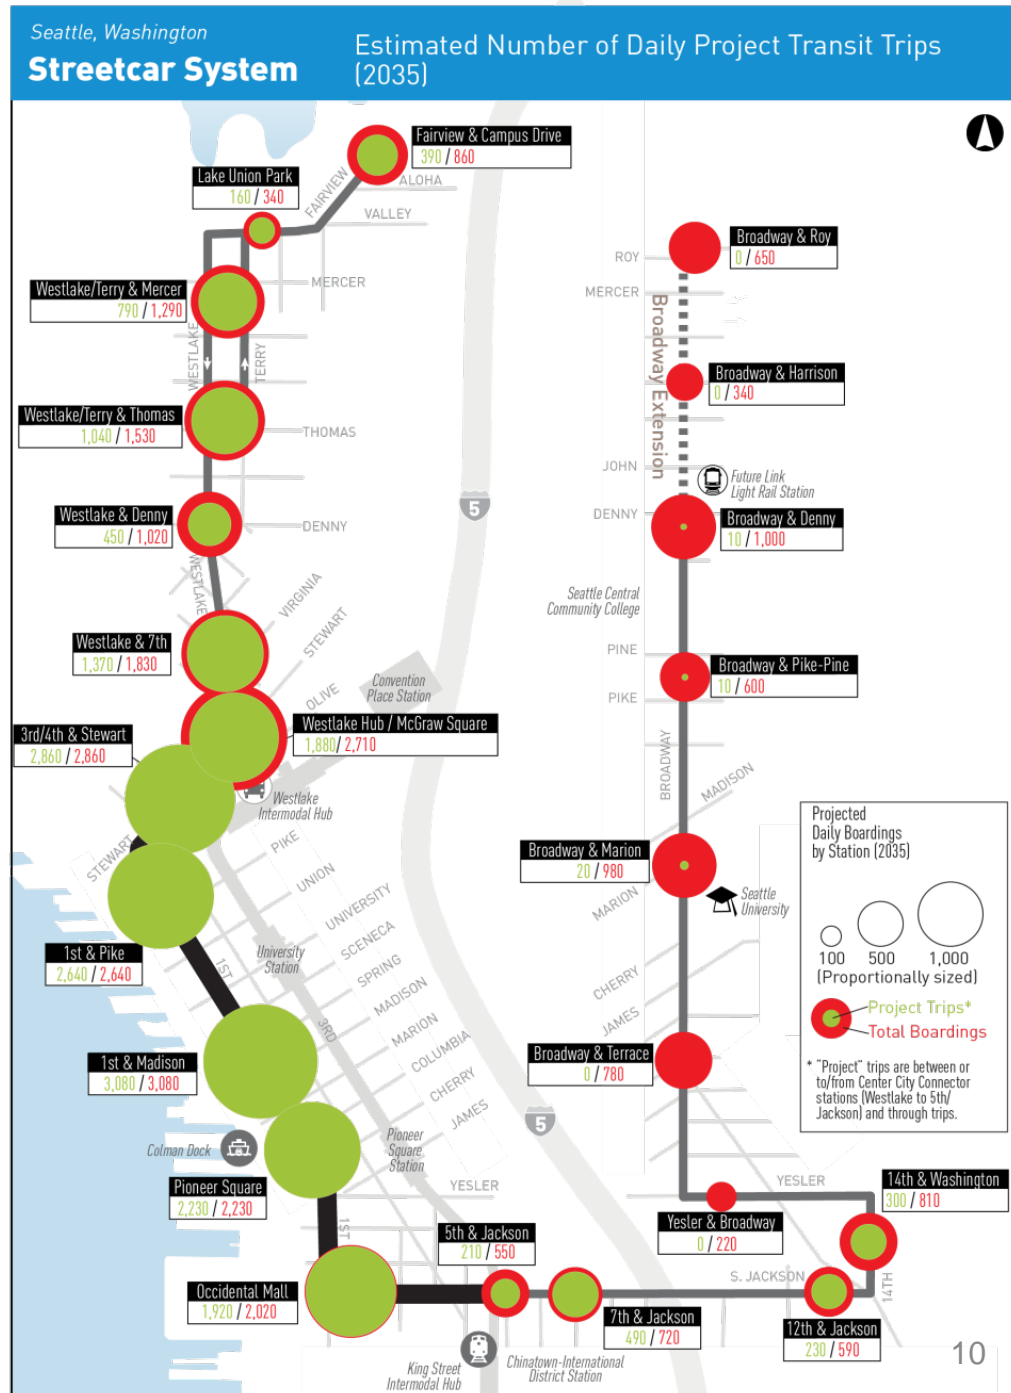 Seattle, Washington
Streetcar System
Estimated Number of Daily Project Transit Trips
(2035)
Fairview & Campus Drive
390 / 860
Lake Union Park
160 / 340
FAIRVIEW
ALOHA
VALLEY
Broadway & Roy
0 / 650
ROY
MERCER
Westlake/Terry & Mercer
790 / 1,290
MERCER
WESTLAKE
TERRY
Broadway Extension
Broadway & Harrison
0 / 340
Westlake/Terry & Thomas
1,040 / 1,530
THOMAS
JOHN
Future Link
Light Rail Station
5
Westlake & Denny
450 / 1,020
DENNY
DENNY
Broadway & Denny
10 / 1,000
WESTLAKE
VIRGINIA
STEWART
Seattle Central
Community College
Westlake & 7th
1,370 / 1,830
PINE
Broadway & Pike-Pine
10 / 600
PIKE
OLIVE
Convention
Place Station
3rd/4th & Stewart
2,860 / 2,860
Westlake Hub / McGraw Square
1,880/ 2,710
BROADWAY
MADISON
Westlake
Intermodal Hub
STEWART
PIKE
UNION
UNIVERSITY
SCENECA
SPRING
MADISON
MARION
COLUMBIA
CHERRY
JAMES
Broadway & Marion
20 / 980
MARION
Seattle
University
Projected
Daily Boardings
by Station (2035)
100
500
1,000
(Proportionally sized)
Project Trips*
Total Boardings
* "Project" trips are between or
to/from Center City Connector
stations (Westlake to 5th/
Jackson) and through trips.
1st & Pike
2,640 / 2,640
1ST
University
Station
3RD
CHERRY
JAMES
1st & Madison
3,080 / 3,080
Broadway & Terrace
0 / 780
5
Colman Dock
Pioneer
Square
Station
Pioneer Square
2,230 / 2,230
YESLER
YESLER
14th & Washington
300 / 810
1ST
5th & Jackson
210 / 550
Yesler & Broadway
0 / 220
Occidental Mall
1,920 / 2,020
S. JACKSON
14TH
7th & Jackson
490 / 720
12th & Jackson
230 / 590
King Street
Intermodal Hub
Chinatown-International
District Station
10